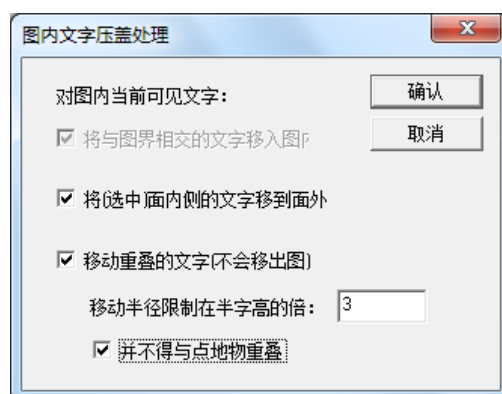 图内文字压盖处理
对图内当前可见文字:
确认
将与图界相交的文字移入图
取消
将(选中)面内侧的文字移到面外
移动重叠的文字(不会移出图)
移动半径限制在半字高的倍: 3
并不得与点地物重叠